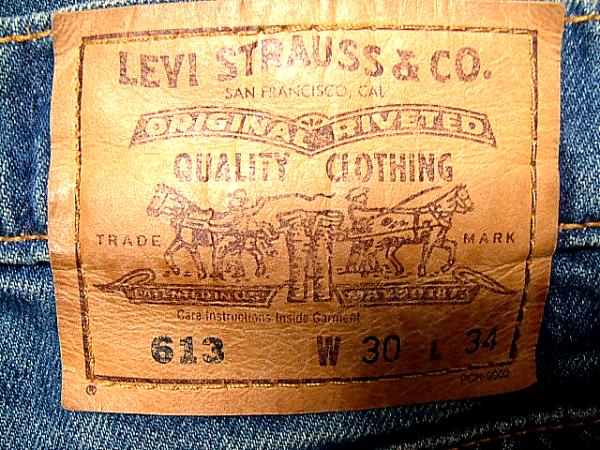 LEVI STRAUSS & CO.
SAN FRANCISCO, CAL
ORIGINAL RIVETED
QUALITY CLOTHING
TRADE MARK
Care Instructions Inside Garment
613 W 30 L 34
®